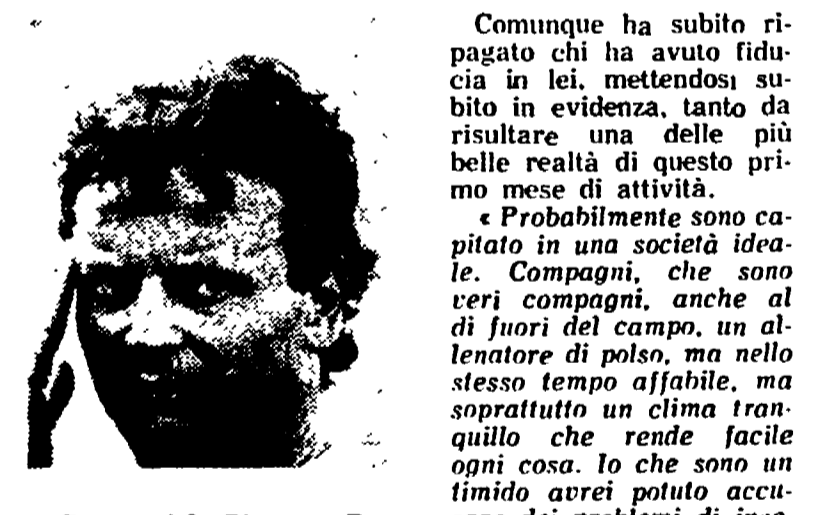 Comunque ha subito ri-
pagato chi ha avuto fidu-
cia in lei, mettendosi su-
bito in evidenza, tanto da
risultare una delle più
belle realtà di questo pri-
mo mese di attività.
« Probabilmente sono ca-
pitato in una società idea-
le. Compagni, che sono
veri compagni, anche al
di fuori del campo, un al-
lenatore di polso, ma nello
stesso tempo affabile, ma
soprattutto un clima tran-
quillo che rende facile
ogni cosa. Io che sono un
timido avrei potuto accu-
dei problemi di